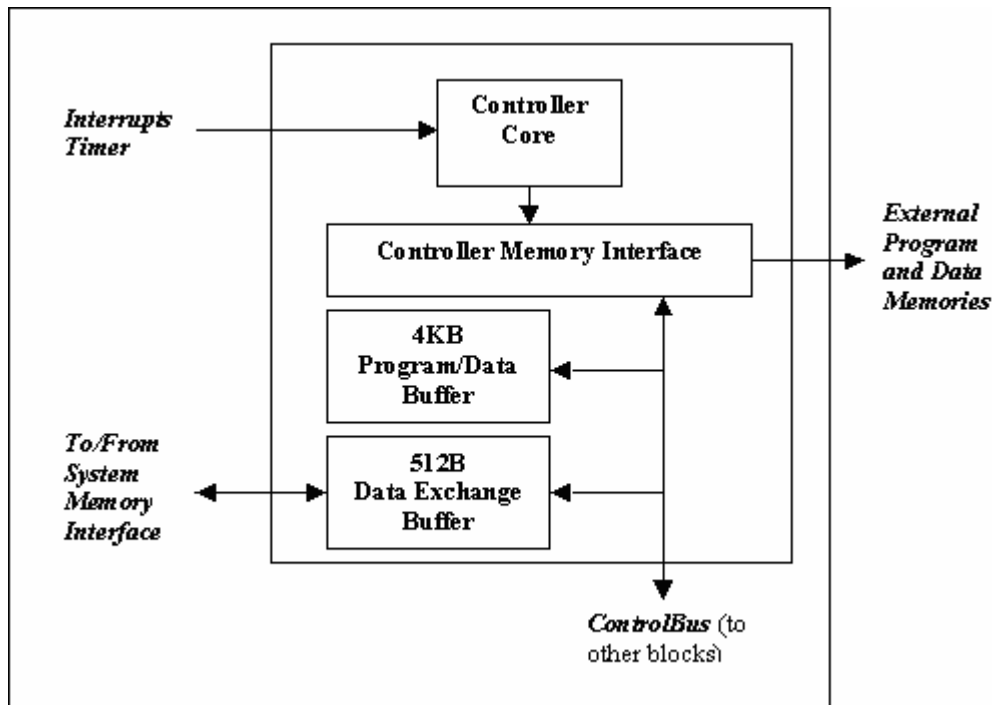 Controller
Core
Interrupts
Timer
Controller Memory Interface
External
Program
and Data
Memories
4KB
Program/Data
Buffer
To/From
System
Memory
Interface
512B
Data Exchange
Buffer
ControlBus (to
other blocks)